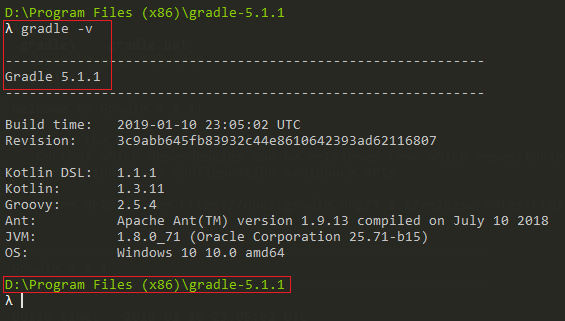 D:\Program Files (x86)\gradle-5.1.1
λ gradle -v
------------------------------------------------------------
Gradle 5.1.1
------------------------------------------------------------
Build time:   2019-01-10 23:05:02 UTC
Revision:     3c9abb645fb83932c44e8610642393ad62116807
Kotlin DSL:   1.1.1
Kotlin:       1.3.11
Groovy:       2.5.4
Ant:          Apache Ant(TM) version 1.9.13 compiled on July 10 2018
JVM:          1.8.0_71 (Oracle Corporation 25.71-b15)
OS:           Windows 10 10.0 amd64
D:\Program Files (x86)\gradle-5.1.1
λ